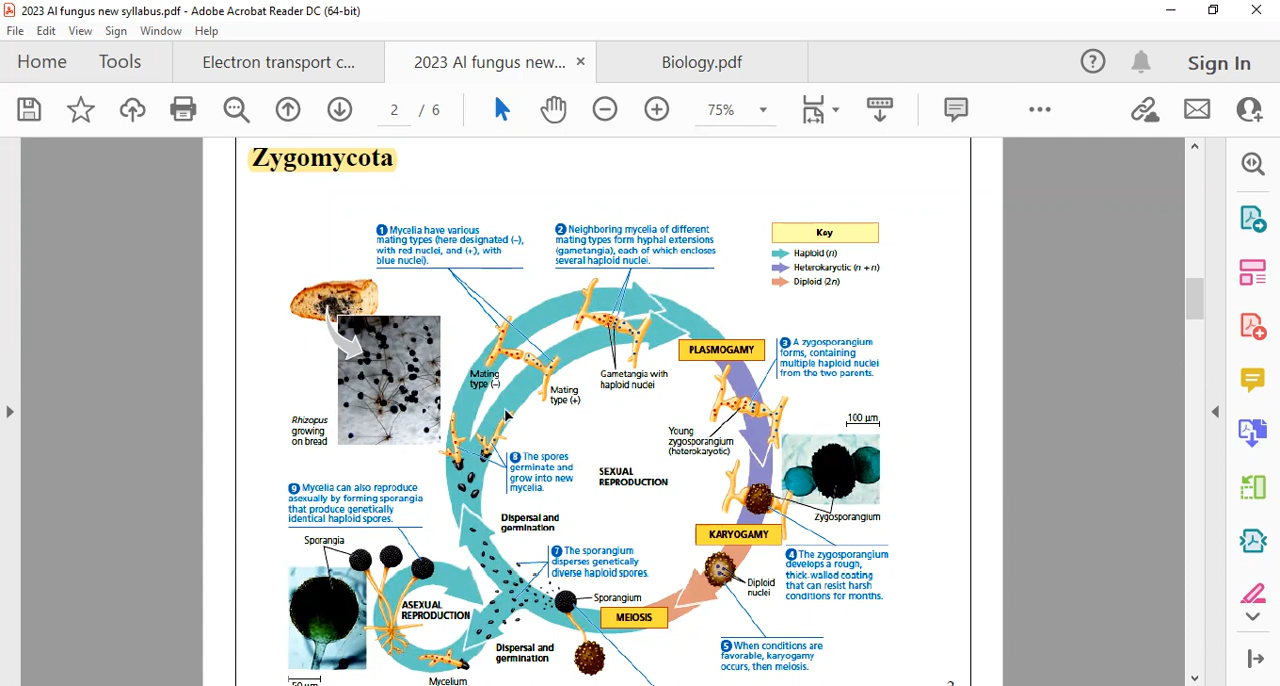 2023 Al fungus new syllabus.pdf - Adobe Acrobat Reader DC (64-bit)
File Edit View Sign Window Help
Home Tools Electron transport c... 2023 Al fungus new... × Biology.pdf Sign In
2 / 6 75%
Zygomycota
1 Mycelia have various
mating types (here designated (–),
with red nuclei, and (+), with
blue nuclei).
2 Neighboring mycelia of different
mating types form hyphal extensions
(gametangia), each of which encloses
several haploid nuclei.
Key
Haploid (n)
Heterokaryotic (n + n)
Diploid (2n)
PLASMOGAMY
3 A zygosporangium
forms, containing
multiple haploid nuclei
from the two parents.
Mating
type (–)
Mating
type (+)
Gametangia with
haploid nuclei
100 µm
Rhizopus
growing
on bread
Young
zygosporangium
(heterokaryotic)
8 The spores
germinate and
grow into new
mycelia.
SEXUAL
REPRODUCTION
9 Mycelia can also reproduce
asexually by forming sporangia
that produce genetically
identical haploid spores.
Zygosporangium
Dispersal and
germination
KARYOGAMY
Sporangia
7 The sporangium
disperses genetically
diverse haploid spores.
4 The zygosporangium
develops a rough,
thick-walled coating
that can resist harsh
conditions for months.
Diploid
nuclei
Sporangium
ASEXUAL
REPRODUCTION
MEIOSIS
Dispersal and
germination
5 When conditions are
favorable, karyogamy
occurs, then meiosis.
Mycelium
50 µm
2